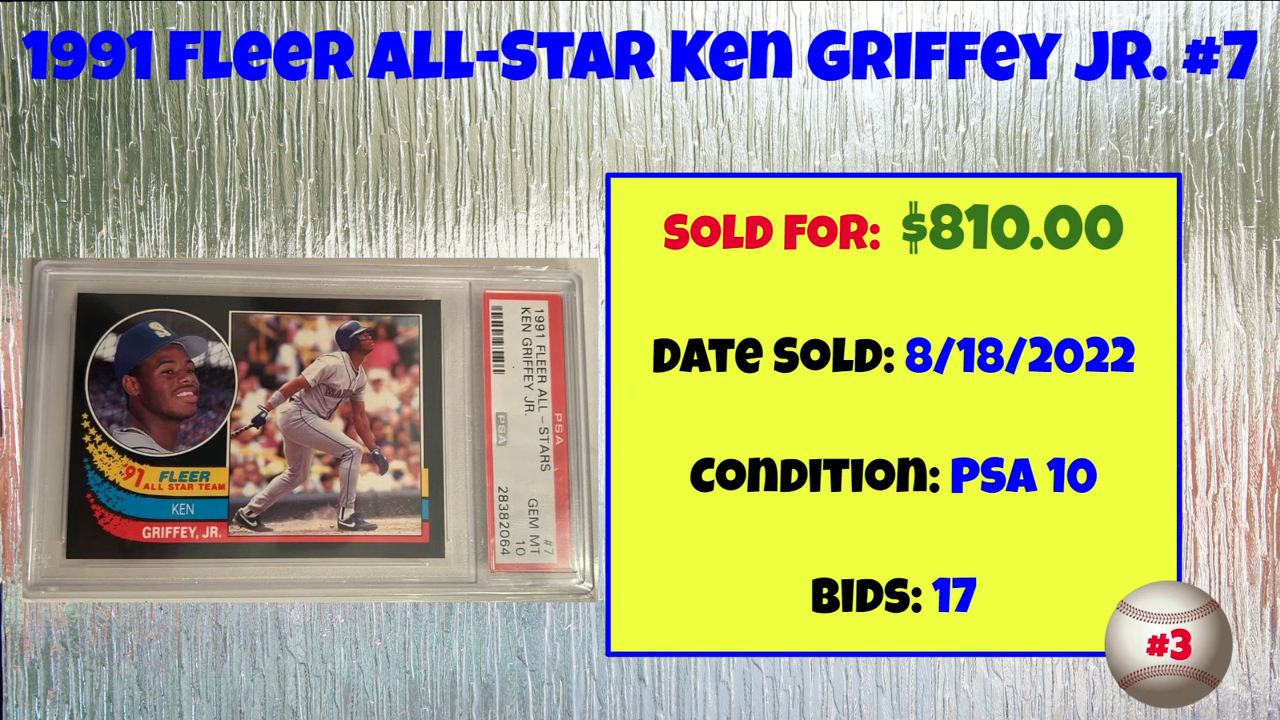 1991 FLeeR ALL-STAR Ken GRIFFeY JR. #7
SOLD FOR: $810.00
DATe SOLD: 8/18/2022
COnDITIOn: PSA 10
BIDS: 17
#3
S
'91 FLEER
ALL STAR TEAM
KEN
GRIFFEY, JR.
PSA
1991 FLEER ALL - STARS #7
KEN GRIFFEY JR. GEM MT
10
PSA
28382064